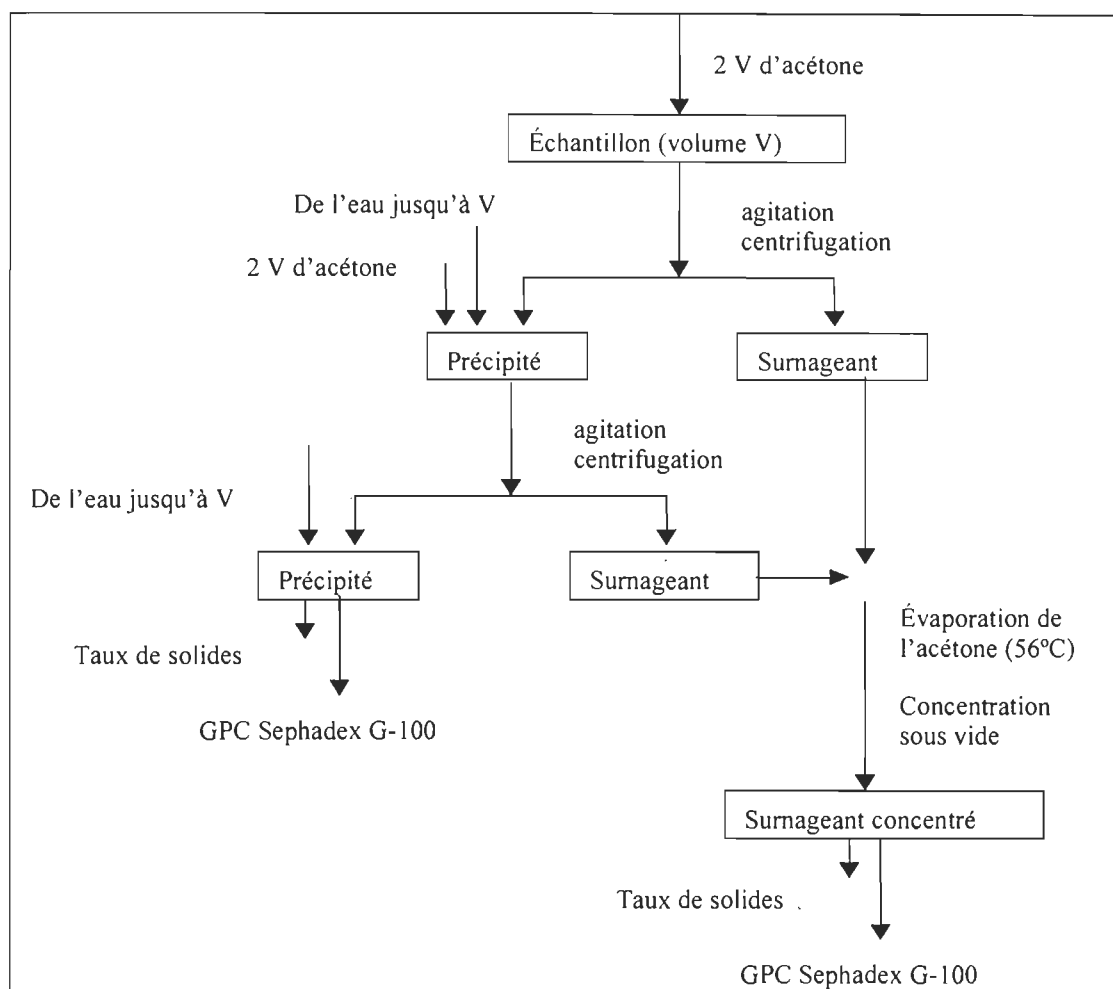 2 V d'acétone
Échantillon (volume V)
De l'eau jusqu'à V
agitation
centrifugation
2 V d'acétone
Précipité
Surnageant
agitation
centrifugation
De l'eau jusqu'à V
Précipité
Surnageant
Évaporation de
l'acétone (56ºC)
Taux de solides
GPC Sephadex G-100
Concentration
sous vide
Surnageant concentré
Taux de solides
GPC Sephadex G-100